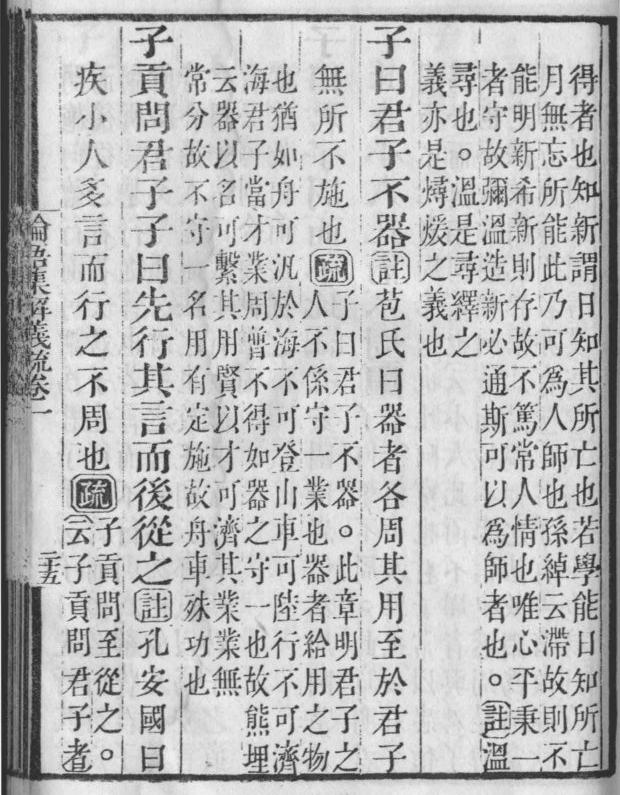 得者也知新謂日知其所亡也若學能日知所亡
月無忘所能此乃可為人師也孫綽云滯故則不
能明新希新則存故不篤常人情也唯心平秉一
者守故彌溫造新必通斯可以為師者也。註溫
尋也。溫是尋繹之
義亦是燖煖之義也
子曰君子不器註苞氏曰器者各周其用至於君子
無所不施也疏子曰君子不器。此章明君子之
人不係守一業也器者給用之物
也猶如舟可汎於海不可登山車可陸行不可濟
海君子當才業周普不得如器之守一也故熊埋
云器以名可繫其用賢以才可濟其業業無
常分故不守一名用有定施故舟車殊功也
子貢問君子子曰先行其言而後從之註孔安國曰
疾小人多言而行之不周也疏子貢問至從之。
云子貢問君子者
論語集解義疏卷一
二十五